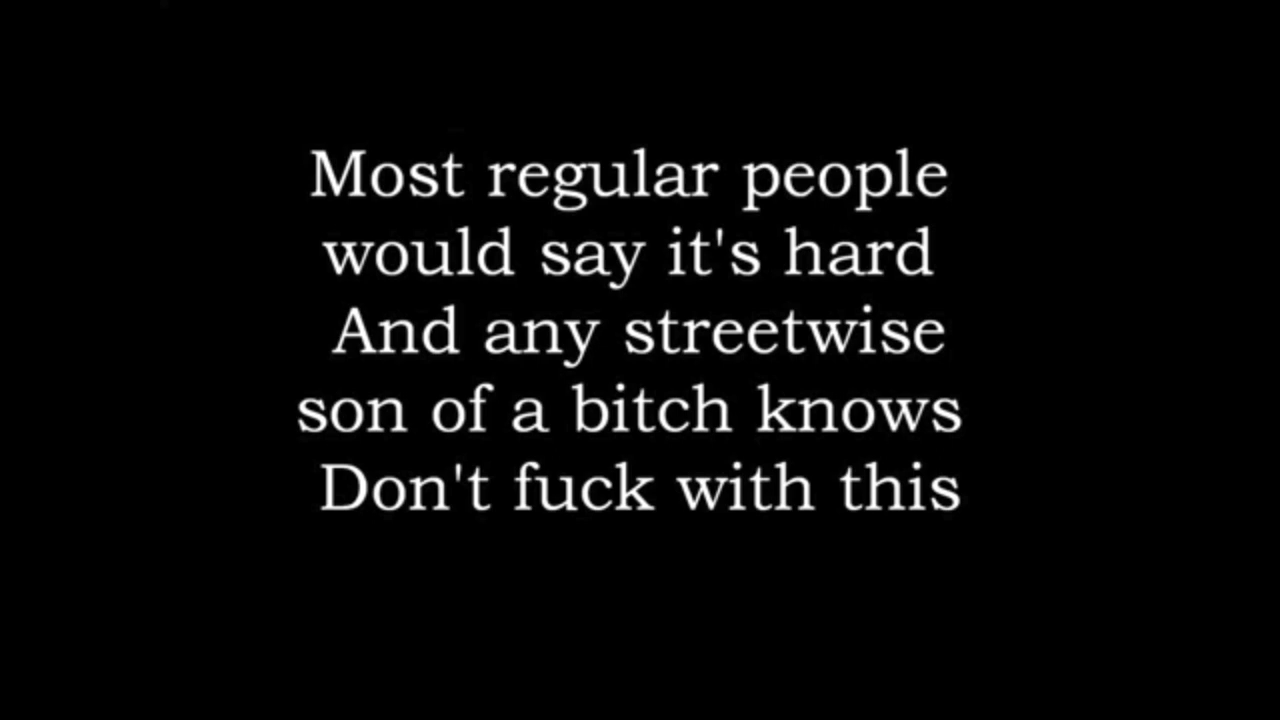 Most regular people
would say it's hard
And any streetwise
son of a bitch knows
Don't fuck with this